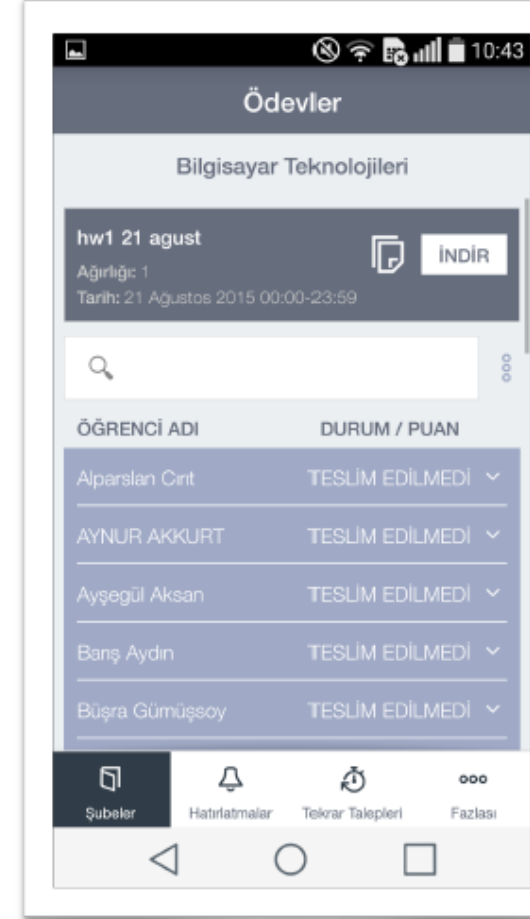 10:43
Ödevler
Bilgisayar Teknolojileri
hw1 21 agust
Ağırlığı: 1
Tarih: 21 Ağustos 2015 00:00-23:59
İNDİR
ÖĞRENCİ ADI DURUM / PUAN
Alparslan Cırıt TESLİM EDİLMEDİ
AYNUR AKKURT TESLİM EDİLMEDİ
Ayşegül Aksan TESLİM EDİLMEDİ
Barış Aydın TESLİM EDİLMEDİ
Büşra Gümüşsoy TESLİM EDİLMEDİ
Şubeler Hatırlatmalar Tekrar Talepleri Fazlası